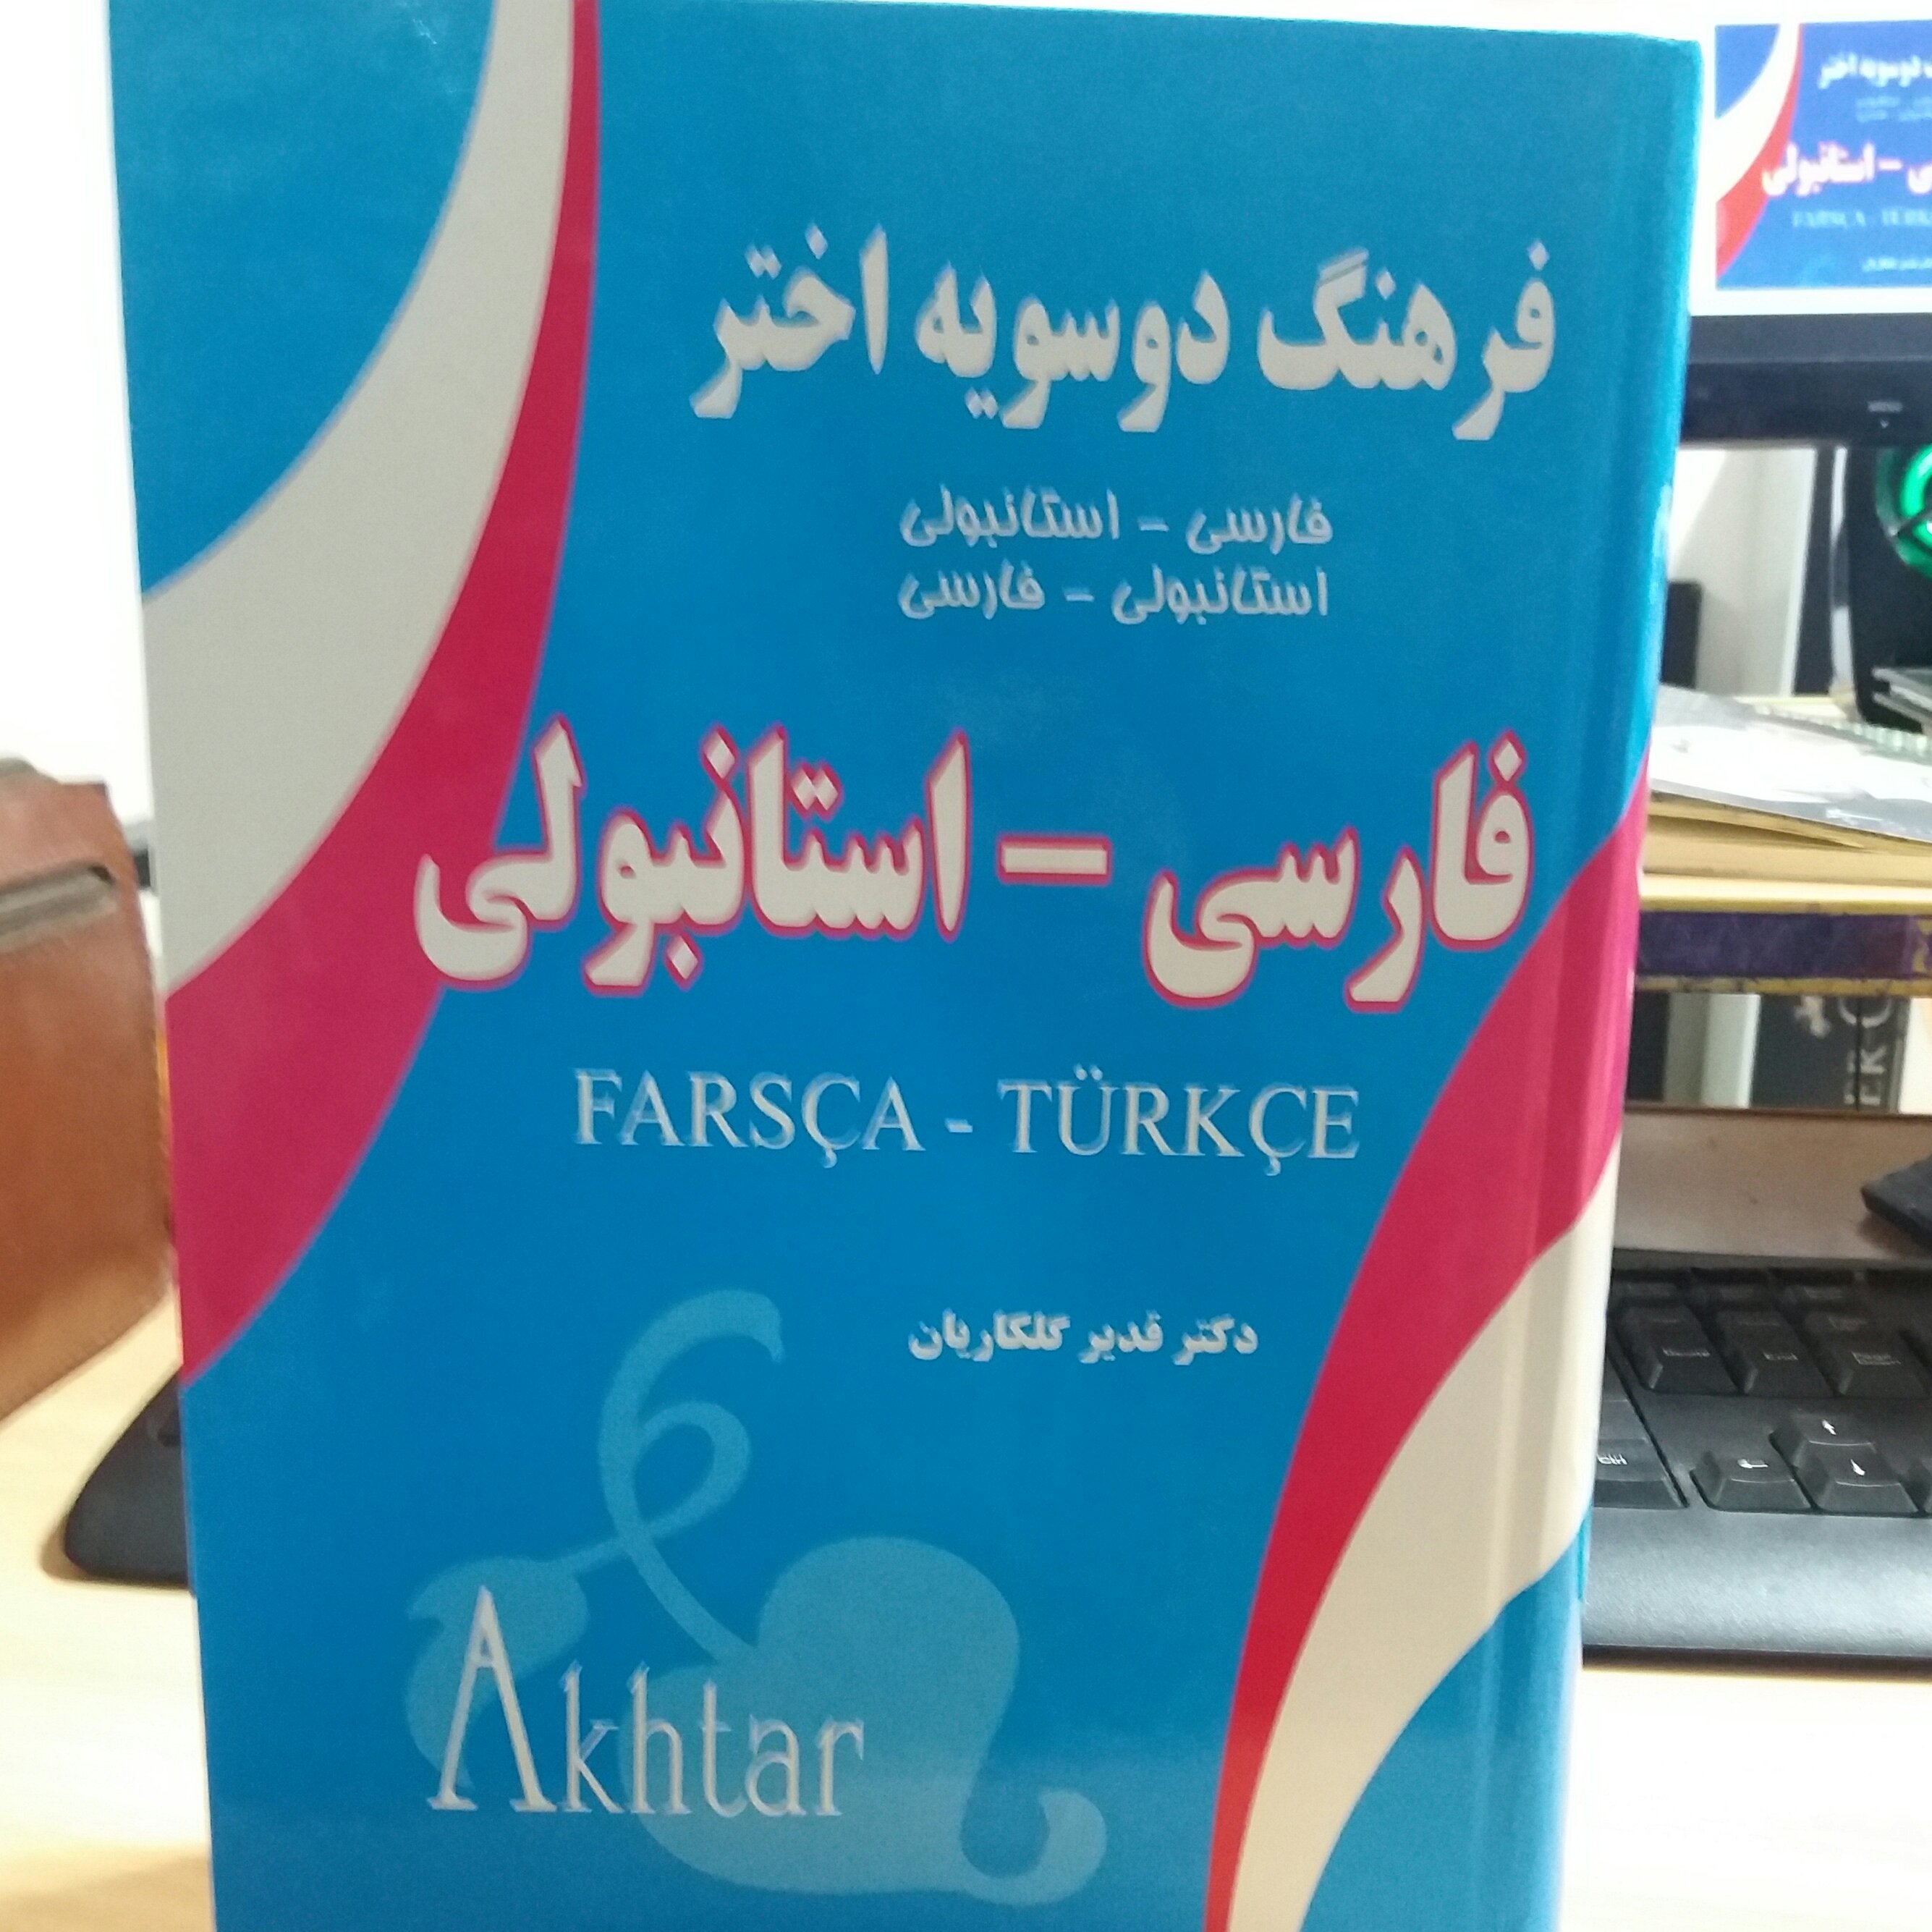 فرهنگ دوسویه اختر
فارسی - استانبولی
استانبولی - فارسی
فارسی - استانبولی
FARSÇA - TÜRKÇE
دکتر قدیر گلکاریان
Akhtar